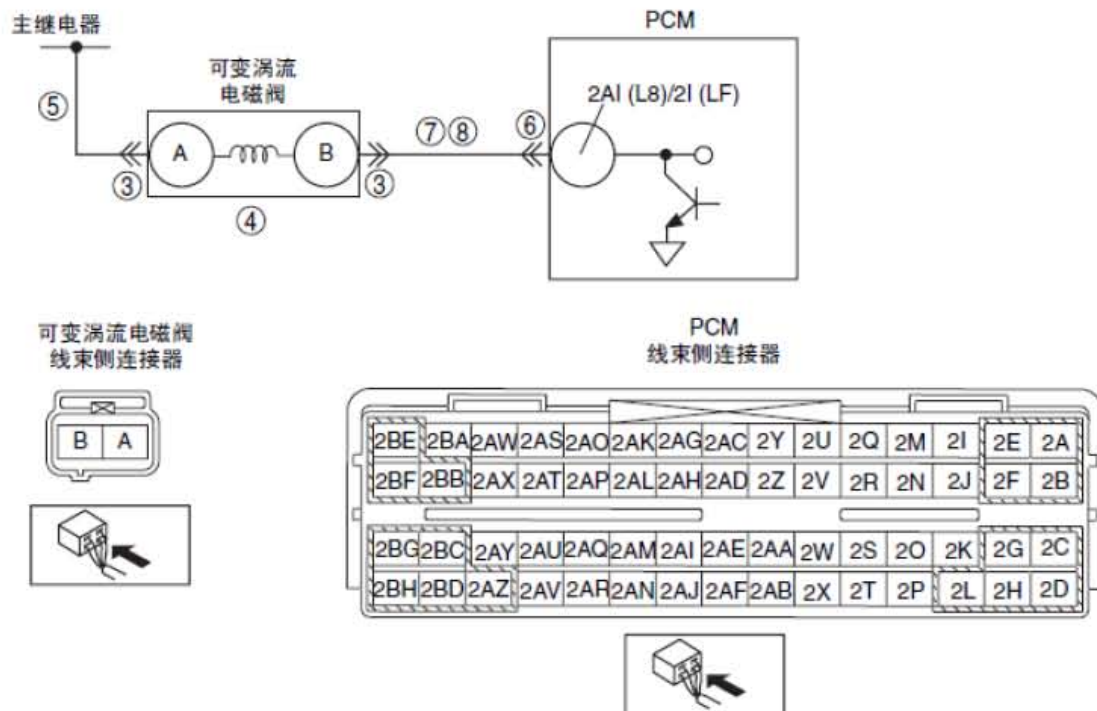 主继电器
PCM
可变涡流
电磁阀
2AI (L8)/2I (LF)
⑤
⑦⑧
⑥
A
B
③
③
④
可变涡流电磁阀
线束侧连接器
PCM
线束侧连接器
B A
2BE 2BA 2AW 2AS 2AO 2AK 2AG 2AC 2Y 2U 2Q 2M 2I 2E 2A
2BF 2BB 2AX 2AT 2AP 2AL 2AH 2AD 2Z 2V 2R 2N 2J 2F 2B
2BG 2BC 2AY 2AU 2AQ 2AM 2AI 2AE 2AA 2W 2S 2O 2K 2G 2C
2BH 2BD 2AZ 2AV 2AR 2AN 2AJ 2AF 2AB 2X 2T 2P 2L 2H 2D